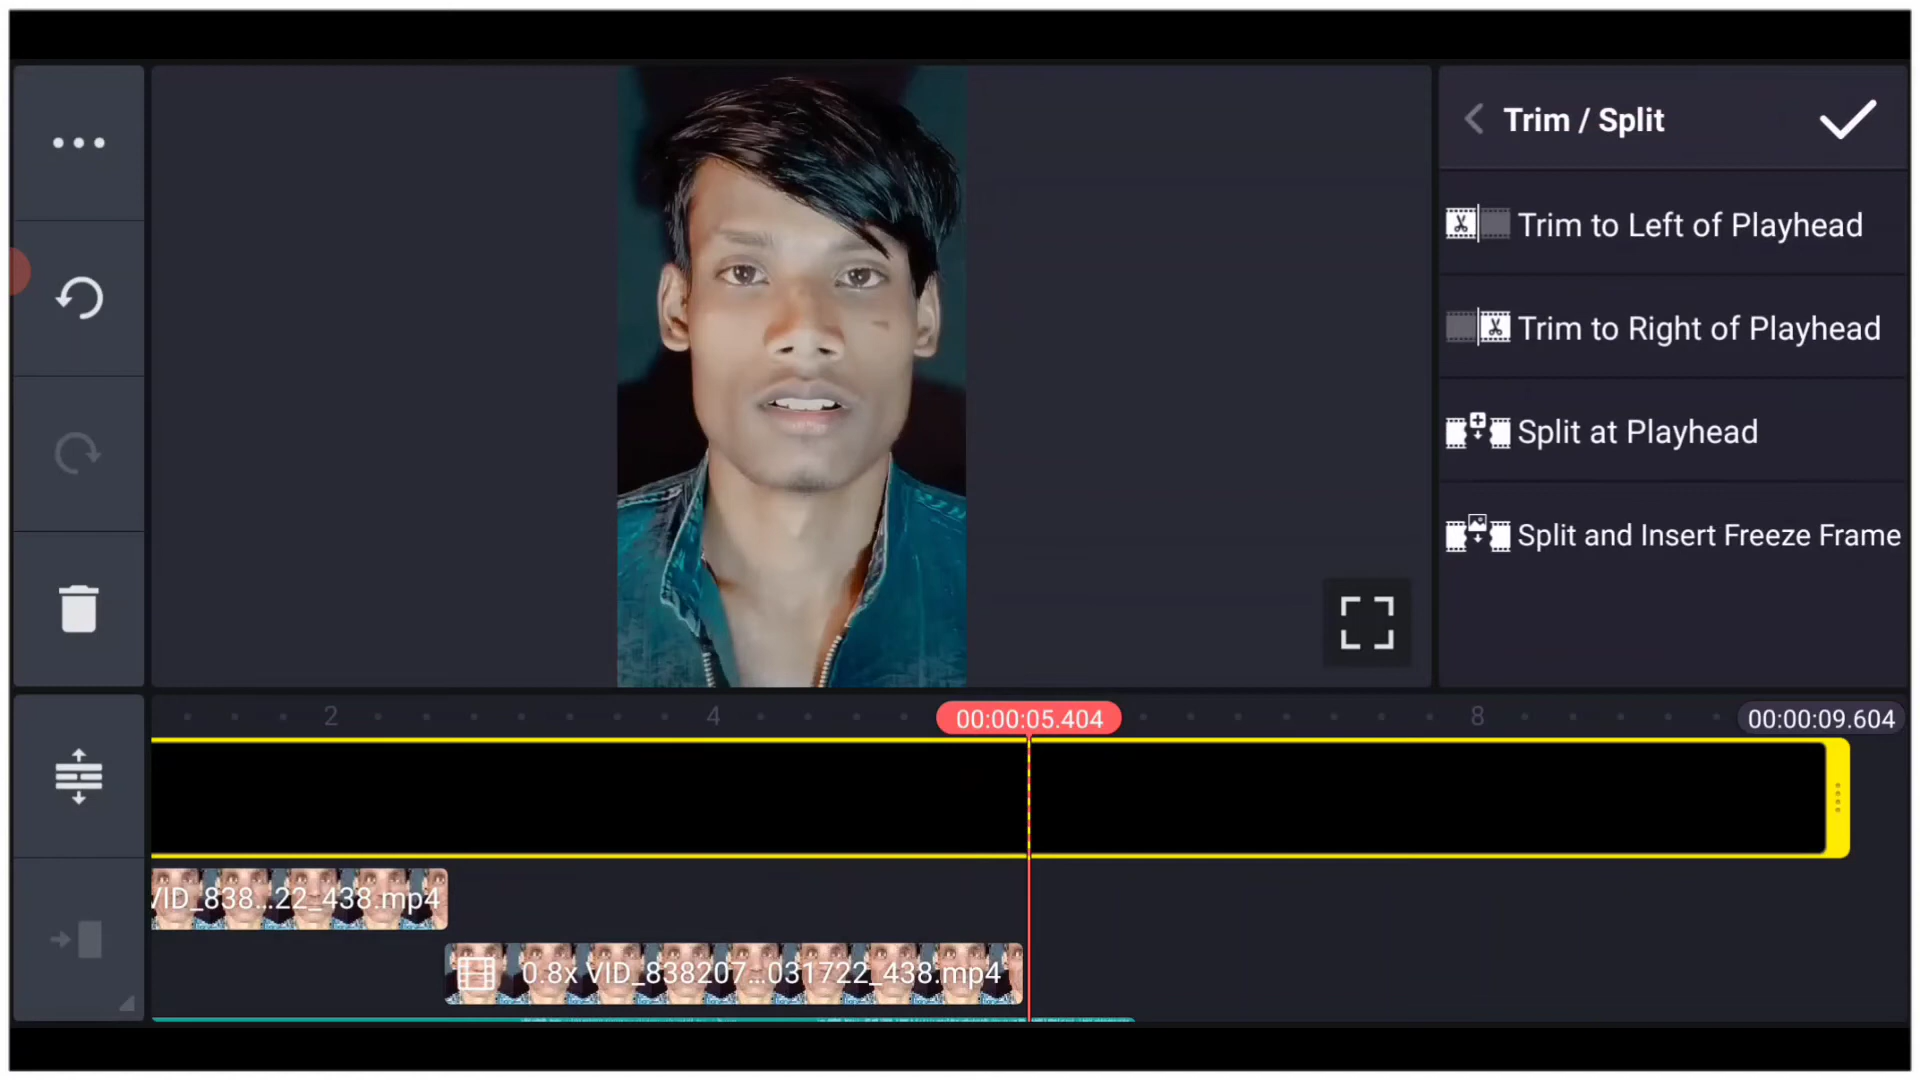 Trim / Split
Trim to Left of Playhead
Trim to Right of Playhead
Split at Playhead
Split and Insert Freeze Frame
2
4
00:00:05.404
8
00:00:09.604
VID_838...22_438.mp4
0.8x VID_838207...031722_438.mp4